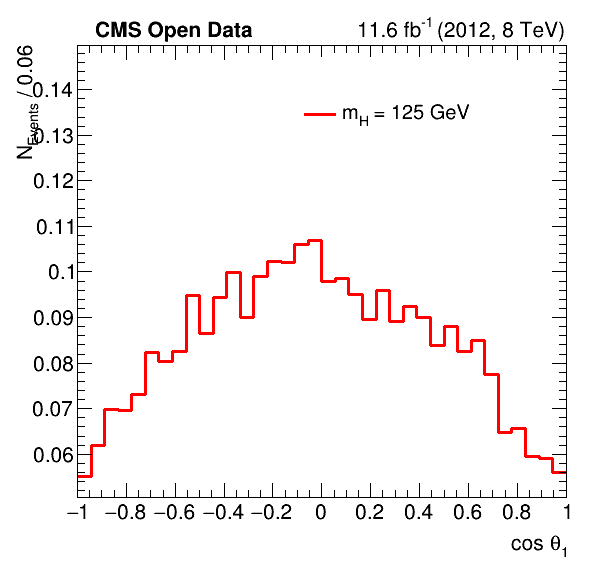 CMS Open Data 11.6 fb⁻¹ (2012, 8 TeV)
N_Events / 0.06
m_H = 125 GeV
0.14
0.13
0.12
0.11
0.1
0.09
0.08
0.07
0.06
−1 −0.8 −0.6 −0.4 −0.2 0 0.2 0.4 0.6 0.8 1
cos θ₁